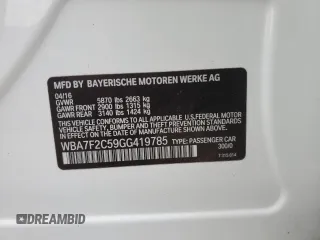 MFD BY BAYERISCHE MOTOREN WERKE AG
04/16
GVWR 5870 lbs 2663 kg
GAWR FRONT 2900 lbs 1315 kg
GAWR REAR 3140 lbs 1424 kg
THIS VEHICLE CONFORMS TO ALL APPLICABLE
U.S. FEDERAL MOTOR VEHICLE SAFETY, BUMPER,
AND THEFT PREVENTION STANDARDS IN EFFECT ON
THE DATE OF MANUFACTURE SHOWN ABOVE.
WBA7F2C59GG419785 TYPE: PASSENGER CAR
300/0
DREAMBID